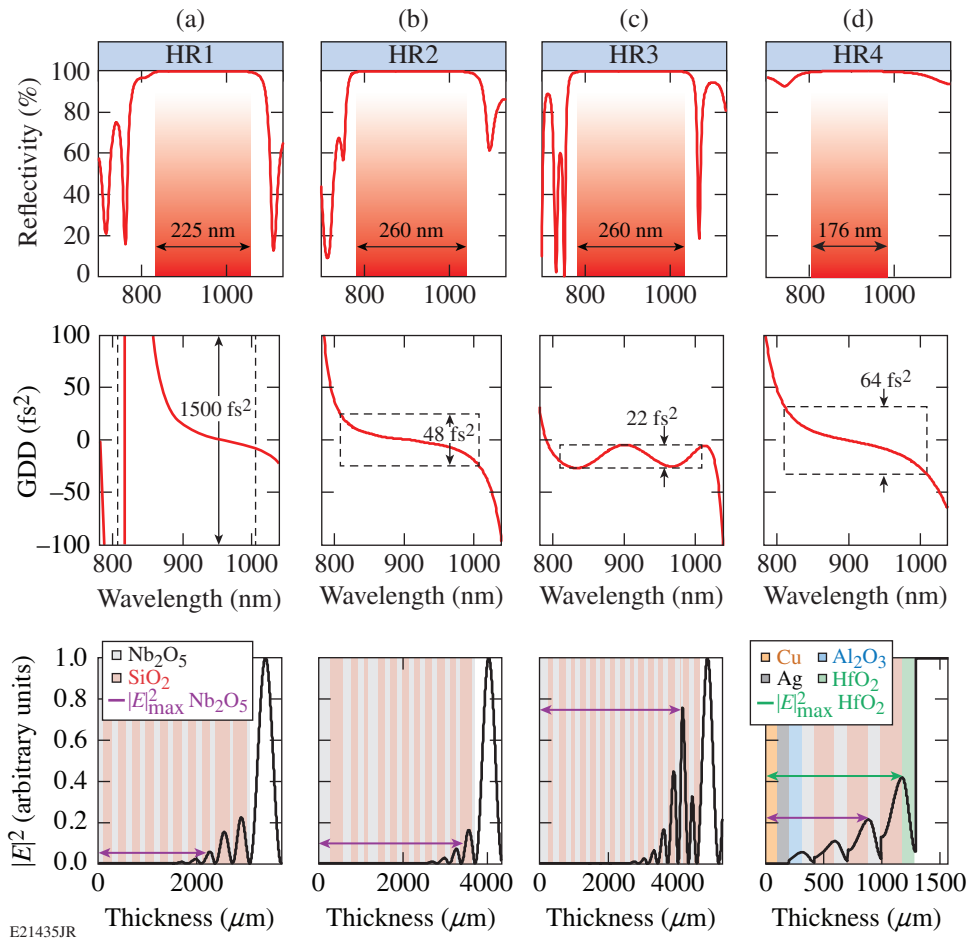 (a) (b) (c) (d)
HR1 HR2 HR3 HR4
Reflectivity (%)
100
80
60
40
20
0
225 nm 260 nm 260 nm 176 nm
800 1000 800 1000 800 1000 800 1000
GDD (fs²)
100
50
0
–50
–100
1500 fs² 48 fs² 22 fs² 64 fs²
800 900 1000 800 900 1000 800 900 1000 800 900 1000
Wavelength (nm) Wavelength (nm) Wavelength (nm) Wavelength (nm)
|E|² (arbitrary units)
1.0
0.8
0.6
0.4
0.2
0.0
Nb₂O₅
SiO₂
|E|²max Nb₂O₅
Cu Al₂O₃
Ag HfO₂
|E|²max HfO₂
0 2000 0 2000 4000 0 2000 4000 0 500 1000 1500
Thickness (μm) Thickness (μm) Thickness (μm) Thickness (μm)
E21435JR